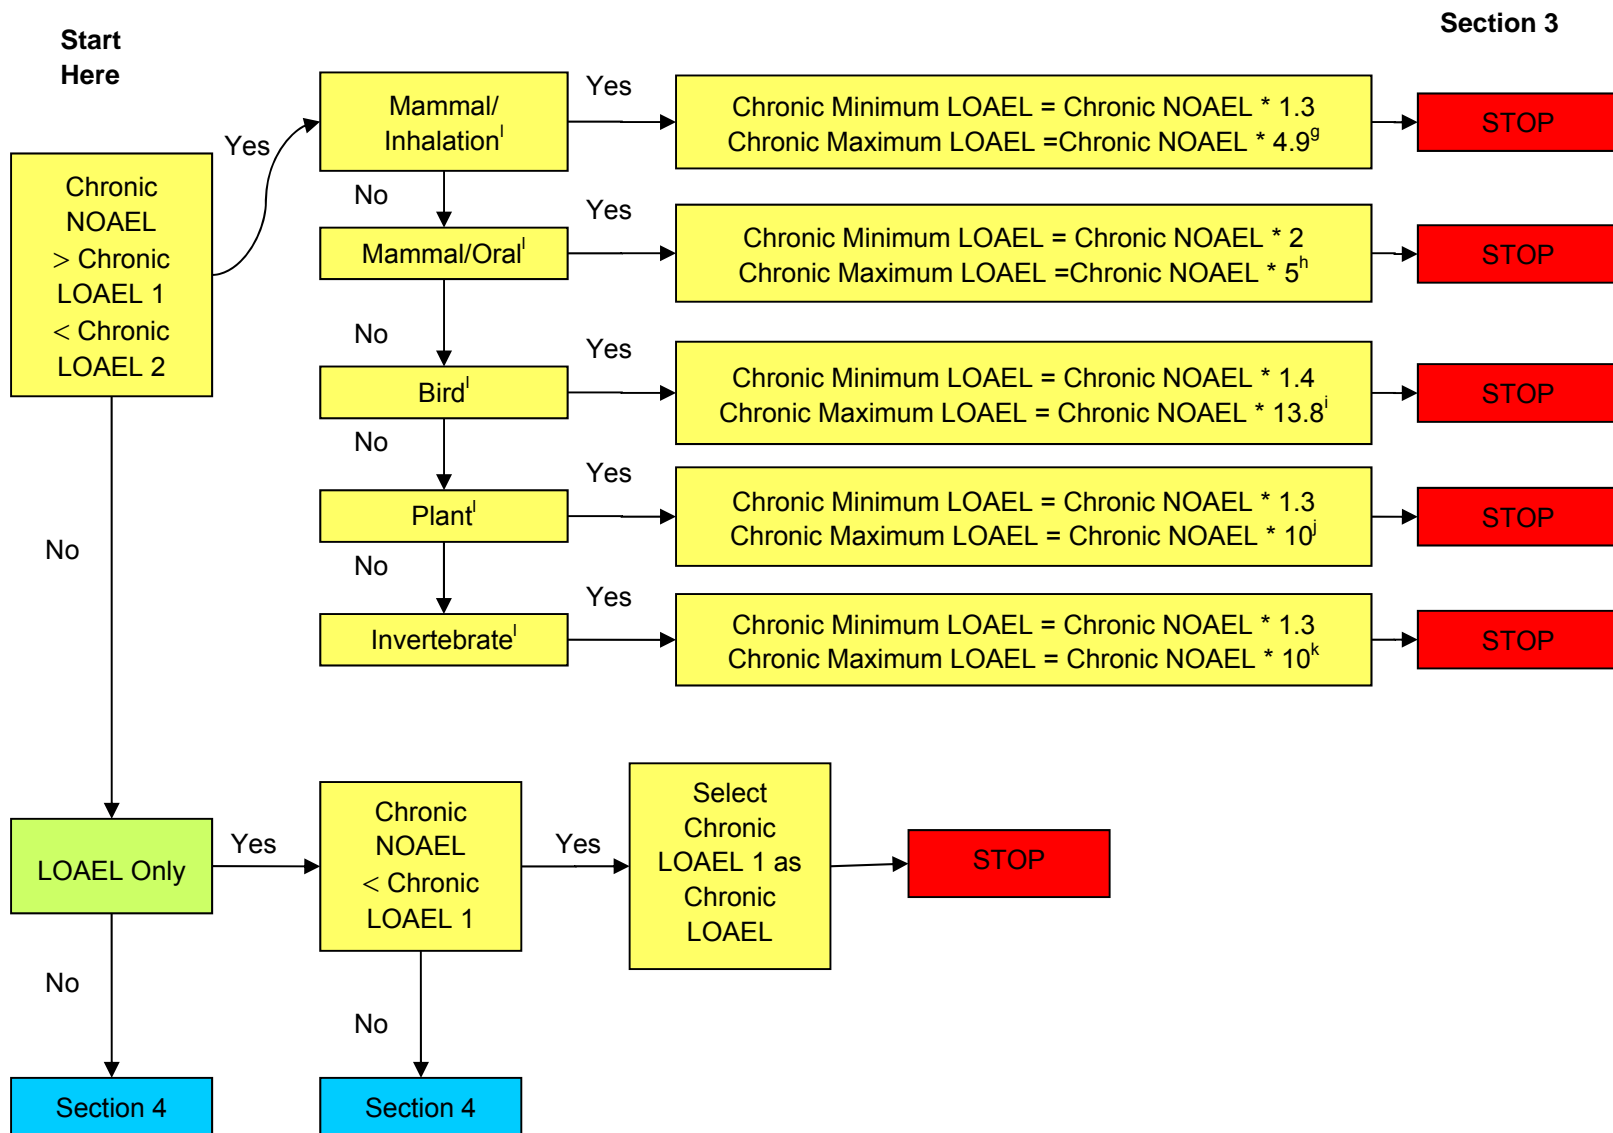 Section 3
Start
Here
Mammal/
Inhalation^l
Yes
Chronic Minimum LOAEL = Chronic NOAEL * 1.3
Chronic Maximum LOAEL =Chronic NOAEL * 4.9^g
STOP
Yes
Chronic
NOAEL
> Chronic
LOAEL 1
< Chronic
LOAEL 2
No
Mammal/Oral^l
Yes
Chronic Minimum LOAEL = Chronic NOAEL * 2
Chronic Maximum LOAEL =Chronic NOAEL * 5^h
STOP
No
Bird^l
Yes
Chronic Minimum LOAEL = Chronic NOAEL * 1.4
Chronic Maximum LOAEL = Chronic NOAEL * 13.8^i
STOP
No
Plant^l
Yes
Chronic Minimum LOAEL = Chronic NOAEL * 1.3
Chronic Maximum LOAEL = Chronic NOAEL * 10^j
STOP
No
No
Invertebrate^l
Yes
Chronic Minimum LOAEL = Chronic NOAEL * 1.3
Chronic Maximum LOAEL = Chronic NOAEL * 10^k
STOP
LOAEL Only
Yes
Chronic
NOAEL
< Chronic
LOAEL 1
Yes
Select
Chronic
LOAEL 1 as
Chronic
LOAEL
STOP
No
No
Section 4
Section 4